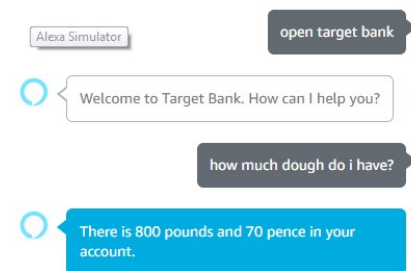 open target bank
Alexa Simulator
Welcome to Target Bank. How can I help you?
how much dough do i have?
There is 800 pounds and 70 pence in your
account.